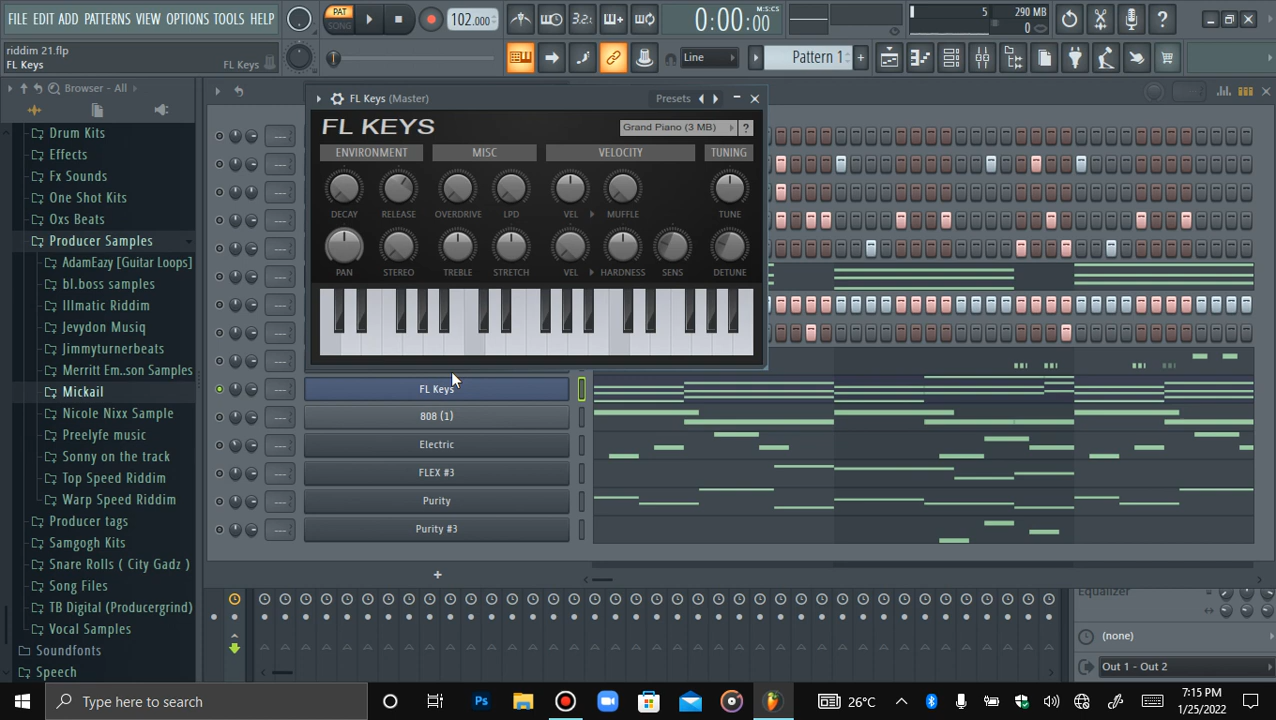 FILE EDIT ADD PATTERNS VIEW OPTIONS TOOLS HELP
PAT
SONG
102.000
3.2.
0:00:00
M:S:CS
5
290 MB
0
riddim 21.flp
FL Keys
FL Keys
Line
Pattern 1
Browser - All
Drum Kits
Effects
Fx Sounds
One Shot Kits
Oxs Beats
Producer Samples
AdamEazy [Guitar Loops]
bl.boss samples
Illmatic Riddim
Jevydon Musiq
Jimmyturnerbeats
Merritt Em..son Samples
Mickail
Nicole Nixx Sample
Preelyfe music
Sonny on the track
Top Speed Riddim
Warp Speed Riddim
Producer tags
Samgogh Kits
Snare Rolls ( City Gadz )
Song Files
TB Digital (Producergrind)
Vocal Samples
Soundfonts
Speech
FL Keys (Master)
Presets
FL KEYS
Grand Piano (3 MB)
?
ENVIRONMENT
MISC
VELOCITY
TUNING
DECAY
RELEASE
OVERDRIVE
LPD
VEL
MUFFLE
TUNE
PAN
STEREO
TREBLE
STRETCH
VEL
HARDNESS
SENS
DETUNE
FL Keys
808 (1)
Electric
FLEX #3
Purity
Purity #3
+
Equalizer
(none)
Out 1 - Out 2
Type here to search
Ps
26°C
7:15 PM
1/25/2022